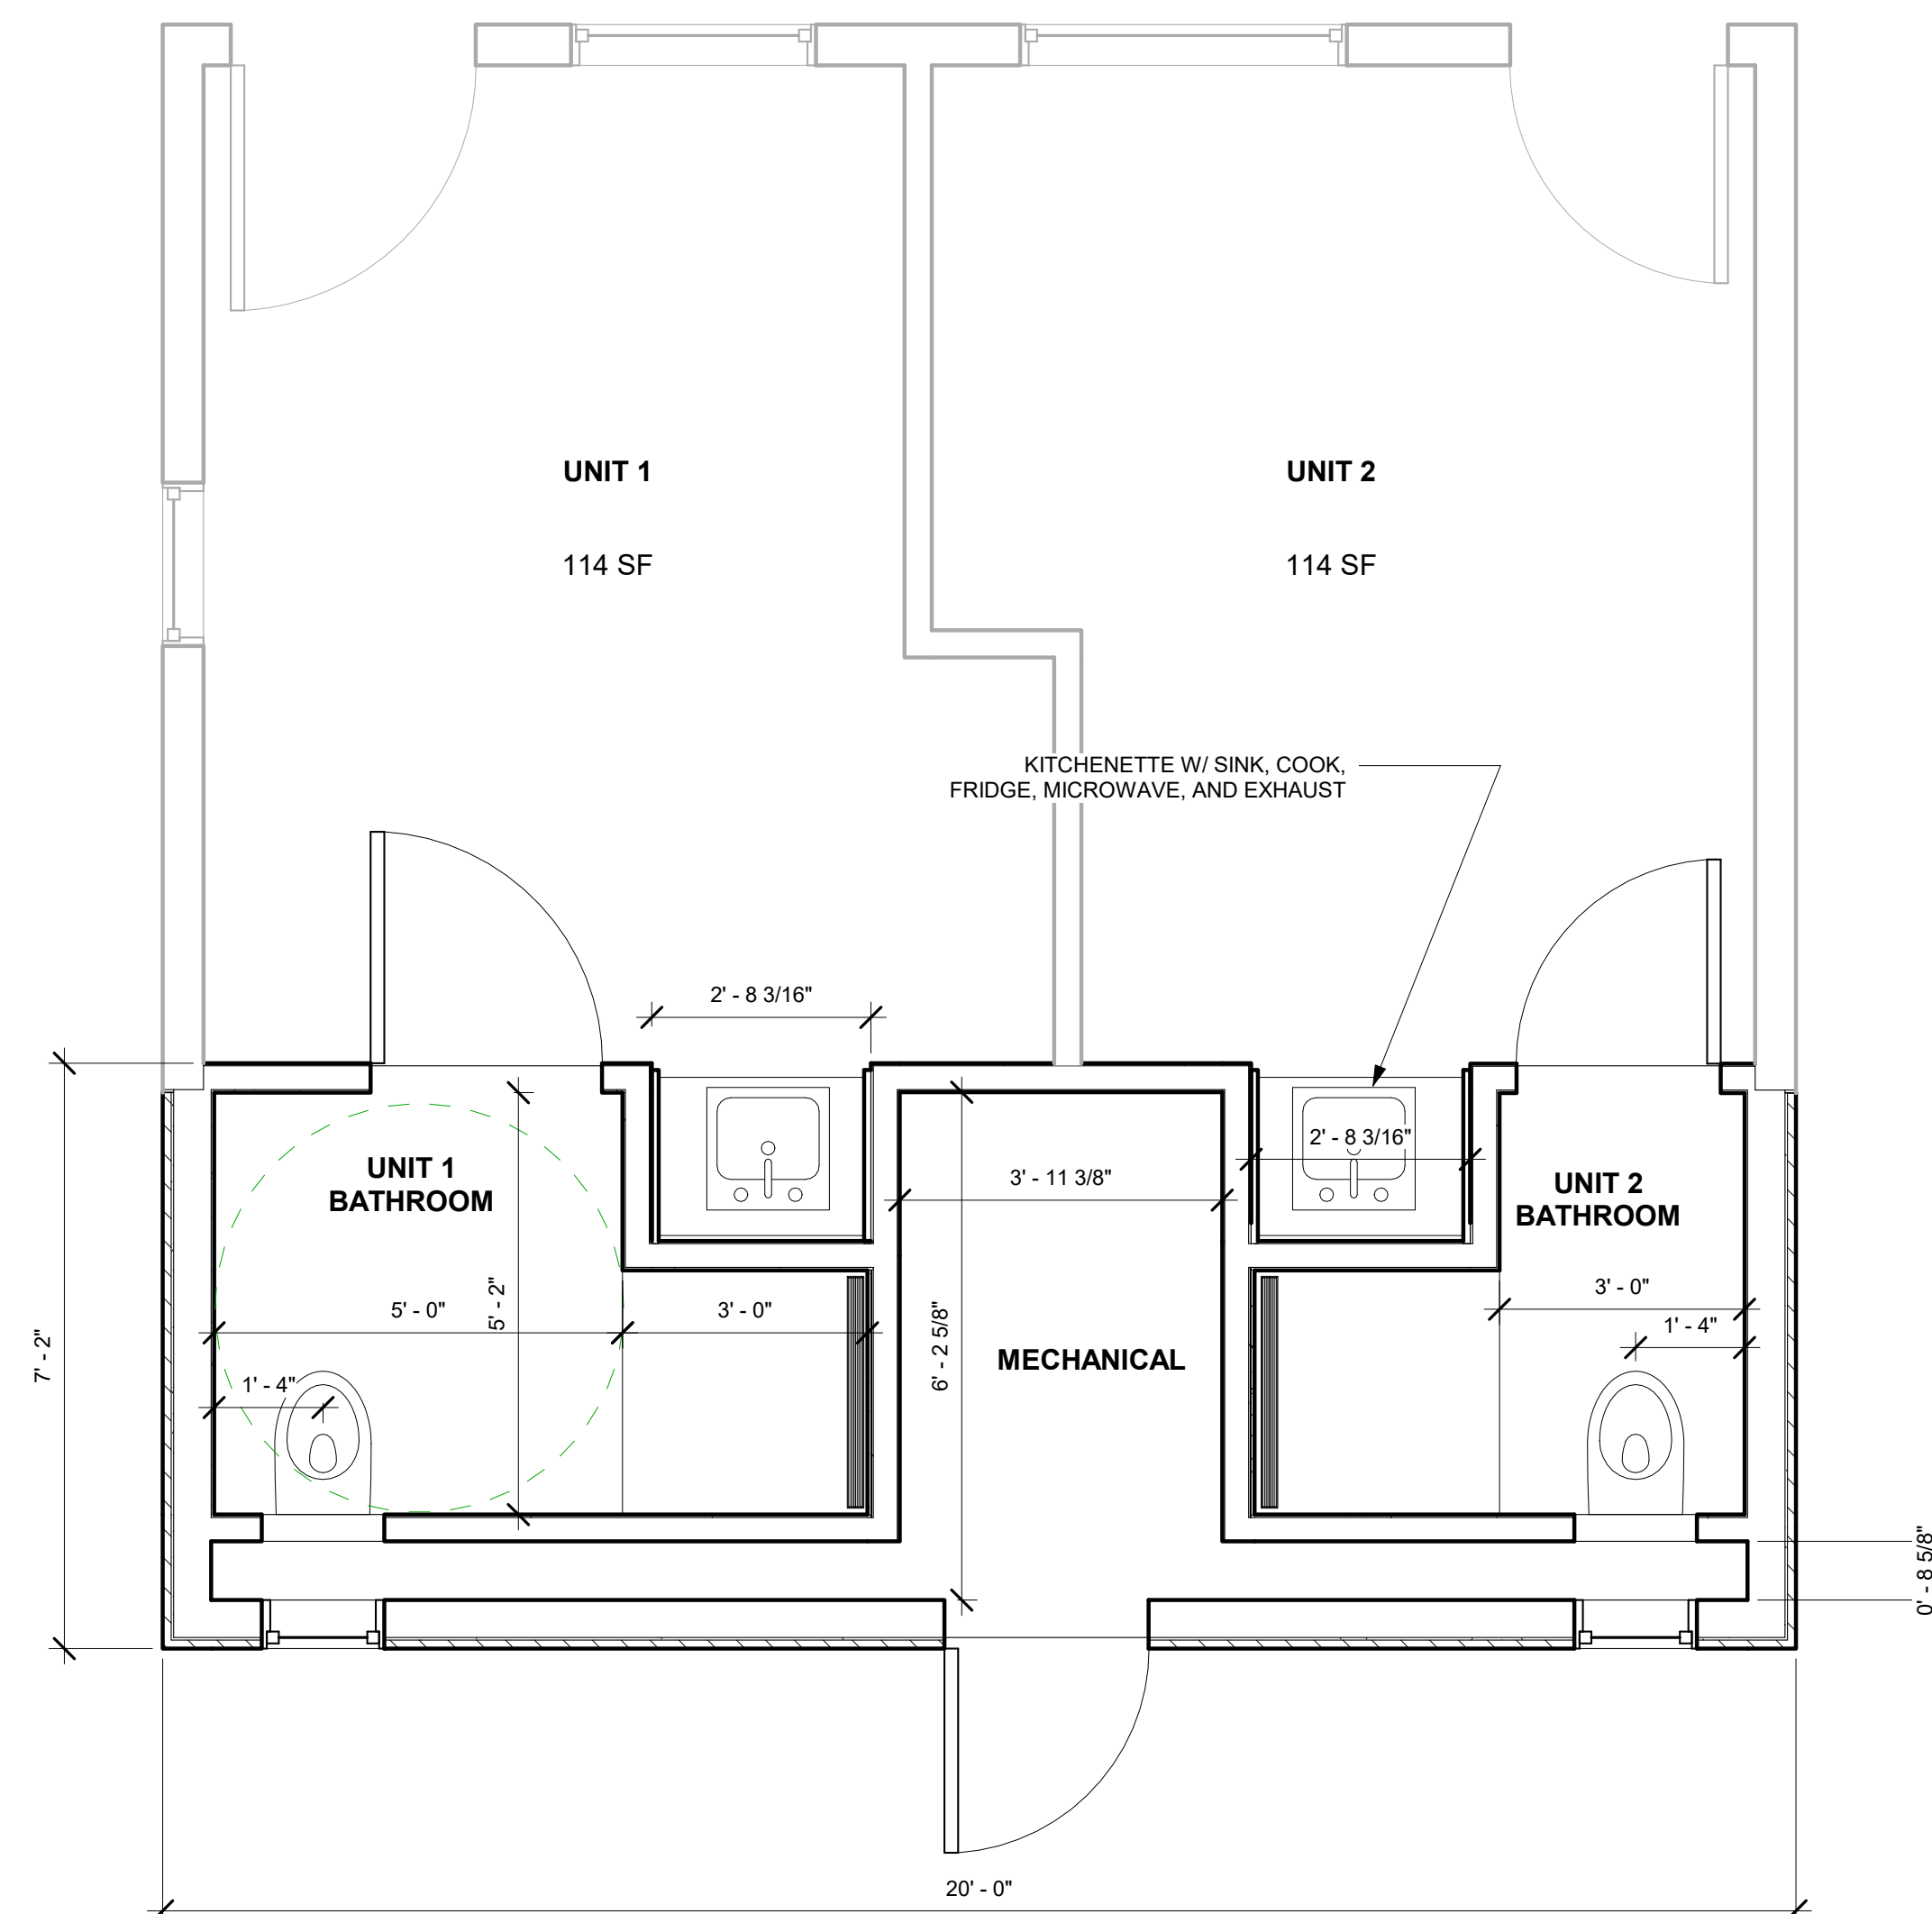 UNIT 1
114 SF
UNIT 2
114 SF
KITCHENETTE W/ SINK, COOK,
FRIDGE, MICROWAVE, AND EXHAUST
2' - 8 3/16"
UNIT 1
BATHROOM
2' - 8 3/16"
3' - 11 3/8"
UNIT 2
BATHROOM
5' - 0"
5' - 2"
3' - 0"
3' - 0"
1' - 4"
7' - 2"
6' - 2 5/8"
MECHANICAL
1' - 4"
0' - 8 5/8"
20' - 0"